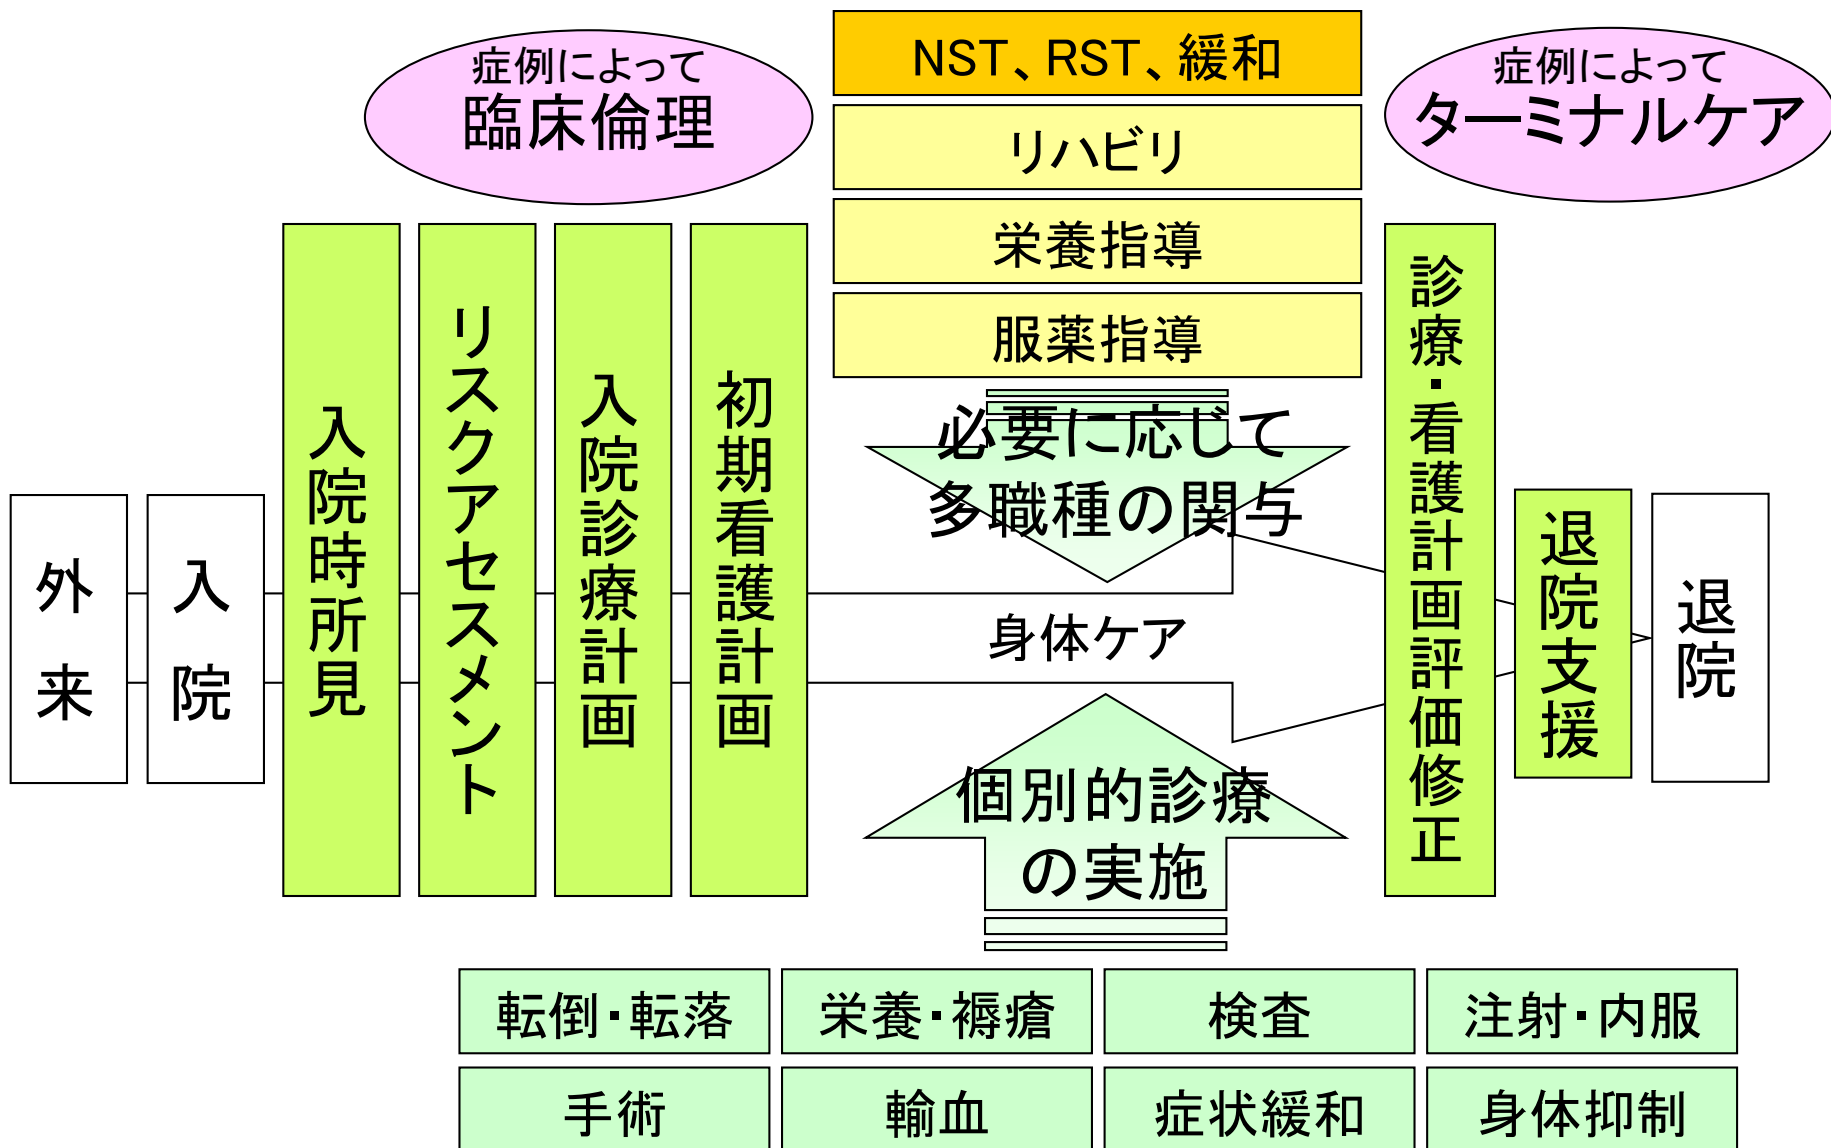 症例によって
臨床倫理
NST、RST、緩和
リハビリ
栄養指導
服薬指導
症例によって
ターミナルケア
外来
入院
入院時所見
リスクアセスメント
入院診療計画
初期看護計画
必要に応じて
多職種の関与
身体ケア
個別的診療
の実施
診療・看護計画評価修正
退院支援
退院
転倒・転落
栄養・褥瘡
検査
注射・内服
手術
輸血
症状緩和
身体抑制